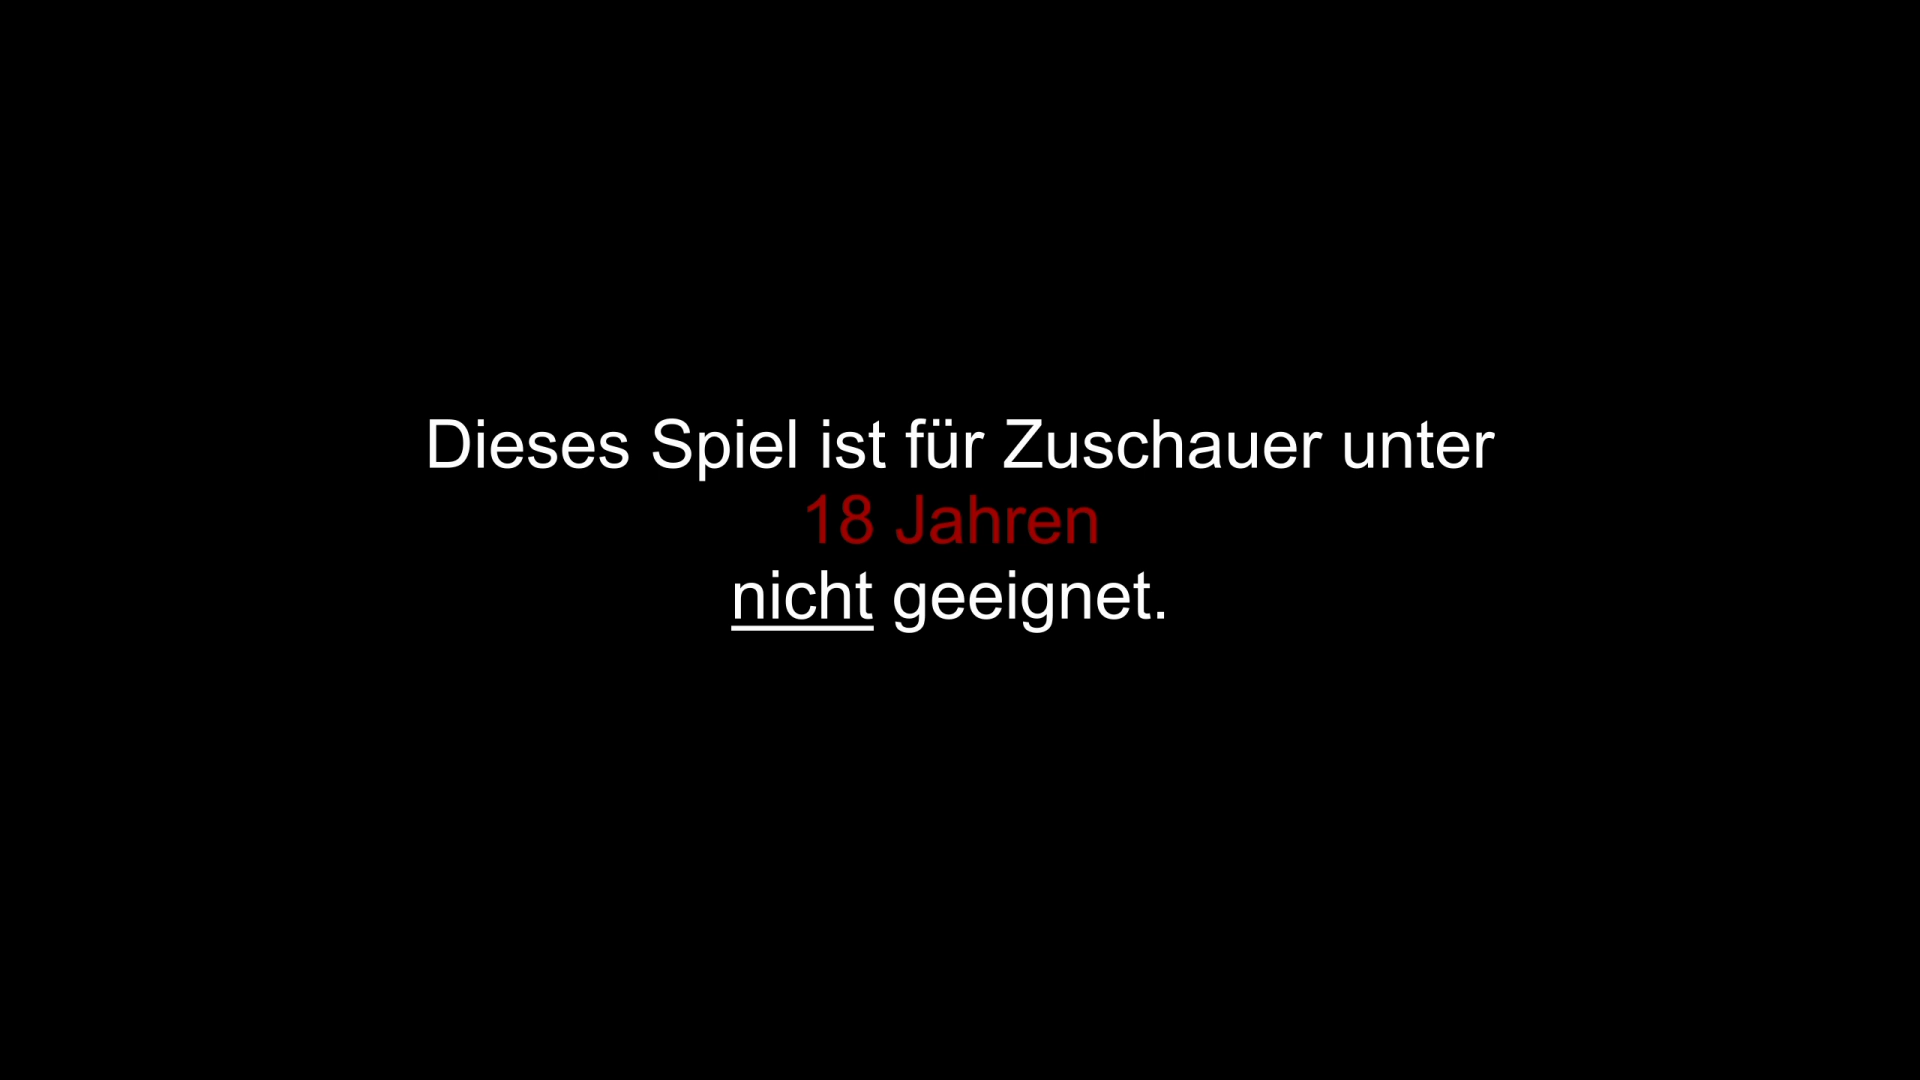 Dieses Spiel ist für Zuschauer unter
18 Jahren
nicht geeignet.